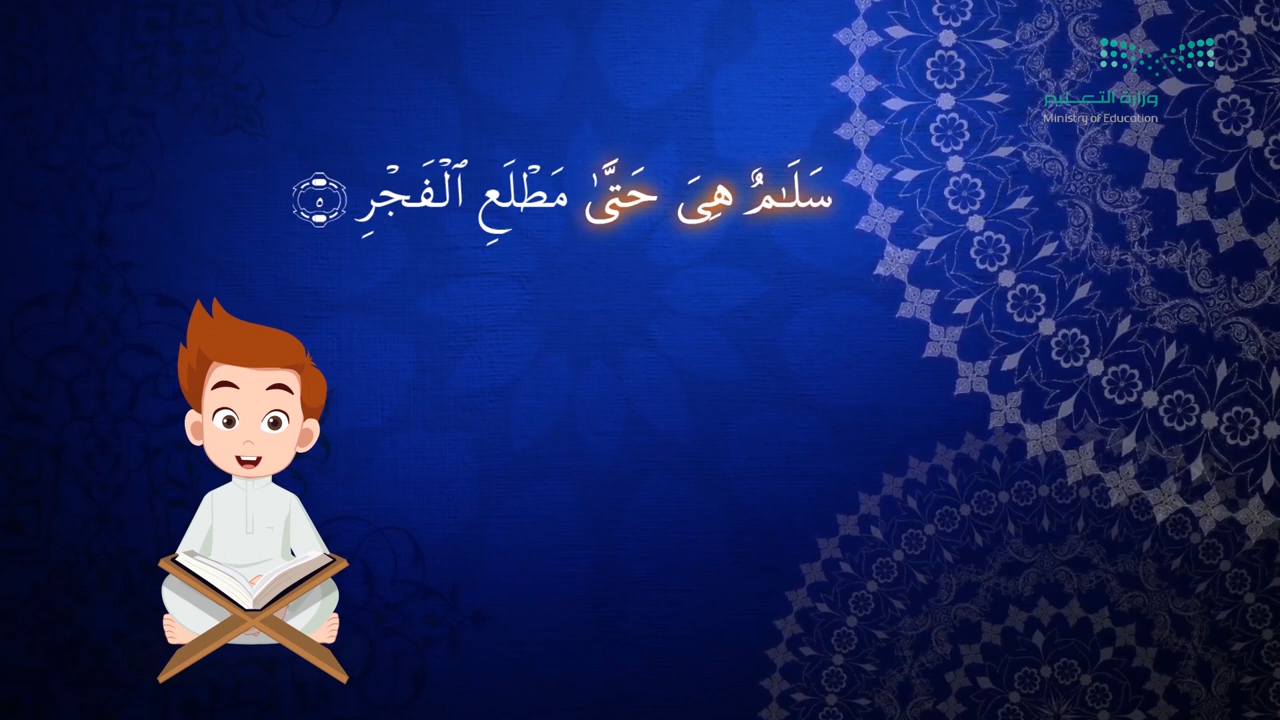 وزارة التعليم
Ministry of Education
سَلَـٰمٌ هِىَ حَتَّىٰ مَطْلَعِ ٱلْفَجْرِ ٥